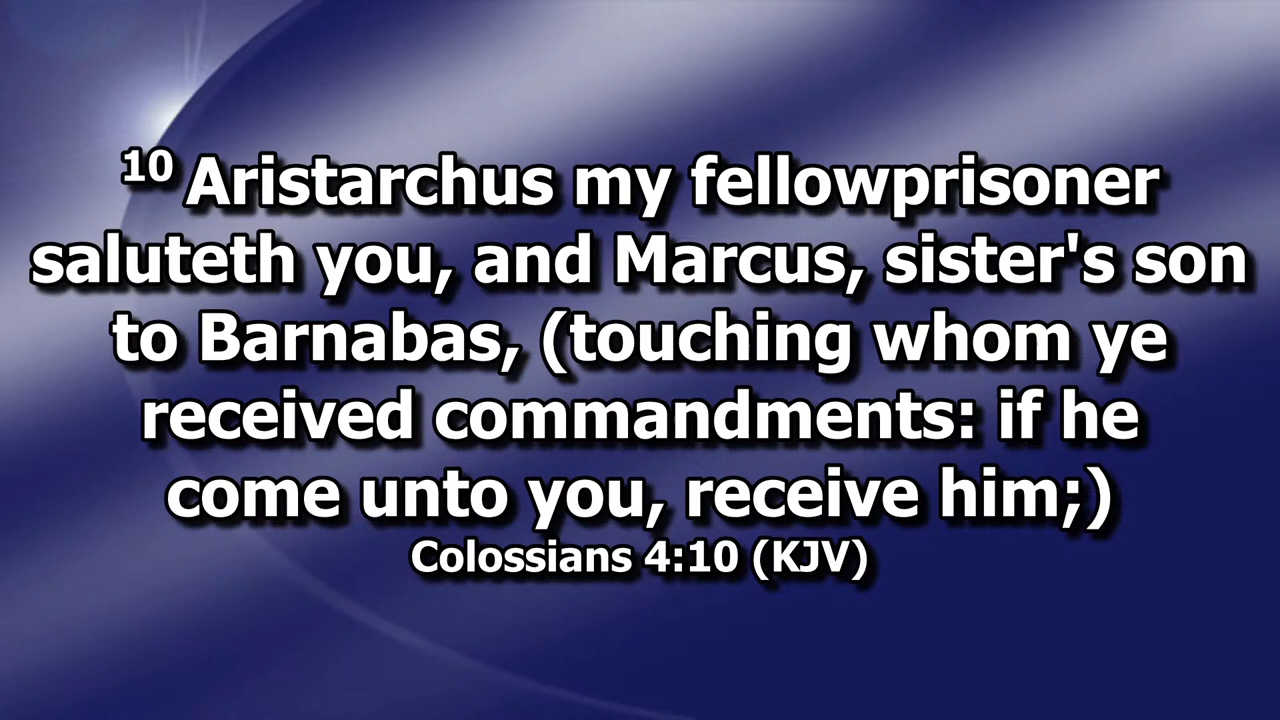 10 Aristarchus my fellowprisoner
saluteth you, and Marcus, sister's son
to Barnabas, (touching whom ye
received commandments: if he
come unto you, receive him;)
Colossians 4:10 (KJV)